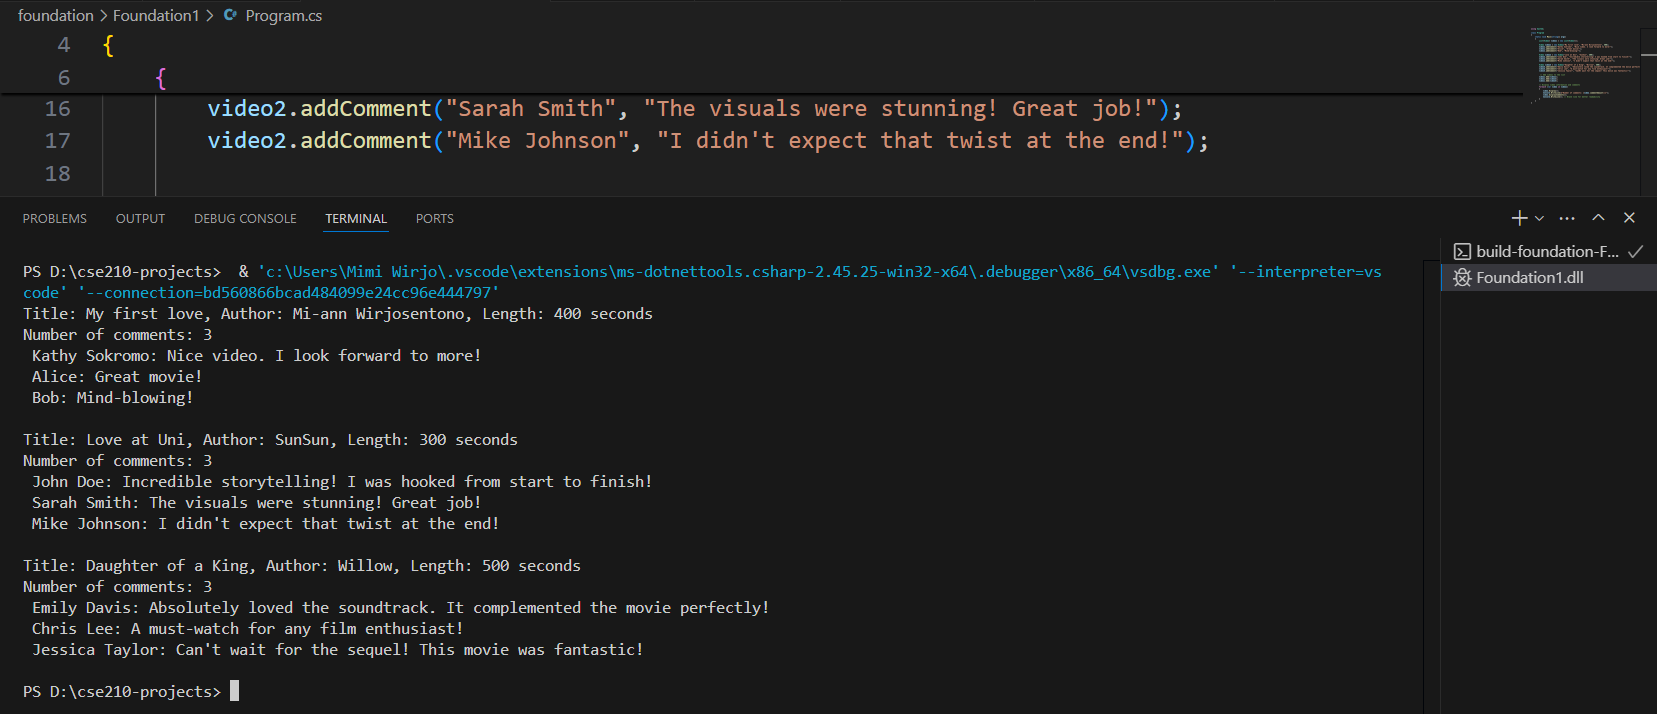 foundation > Foundation1 > Program.cs
4 {
6 {
16 video2.addComment("Sarah Smith", "The visuals were stunning! Great job!");
17 video2.addComment("Mike Johnson", "I didn't expect that twist at the end!");
18
PROBLEMS OUTPUT DEBUG CONSOLE TERMINAL PORTS
build-foundation-F...
Foundation1.dll
PS D:\cse210-projects>  & 'c:\Users\Mimi Wirjo\.vscode\extensions\ms-dotnettools.csharp-2.45.25-win32-x64\.debugger\x86_64\vsdbg.exe' '--interpreter=vs
code' '--connection=bd560866bcad484099e24cc96e444797'
Title: My first love, Author: Mi-ann Wirjosentono, Length: 400 seconds
Number of comments: 3
Kathy Sokromo: Nice video. I look forward to more!
Alice: Great movie!
Bob: Mind-blowing!
Title: Love at Uni, Author: SunSun, Length: 300 seconds
Number of comments: 3
John Doe: Incredible storytelling! I was hooked from start to finish!
Sarah Smith: The visuals were stunning! Great job!
Mike Johnson: I didn't expect that twist at the end!
Title: Daughter of a King, Author: Willow, Length: 500 seconds
Number of comments: 3
Emily Davis: Absolutely loved the soundtrack. It complemented the movie perfectly!
Chris Lee: A must-watch for any film enthusiast!
Jessica Taylor: Can't wait for the sequel! This movie was fantastic!
PS D:\cse210-projects>